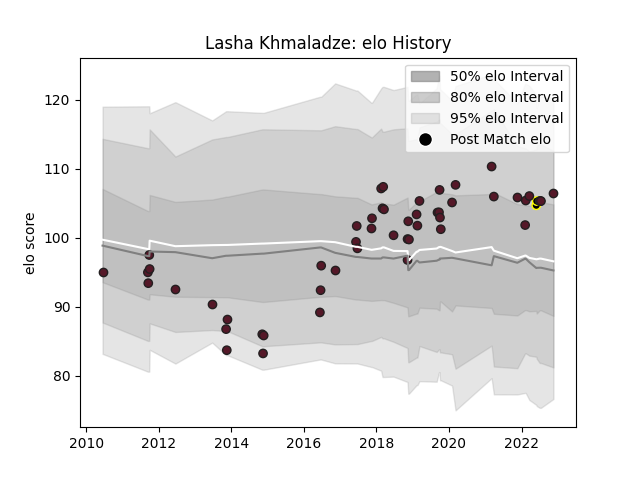 Lasha Khmaladze: elo History
50% elo Interval
80% elo Interval
95% elo Interval
Post Match elo
elo score
120
110
100
90
80
2010
2012
2014
2016
2018
2020
2022